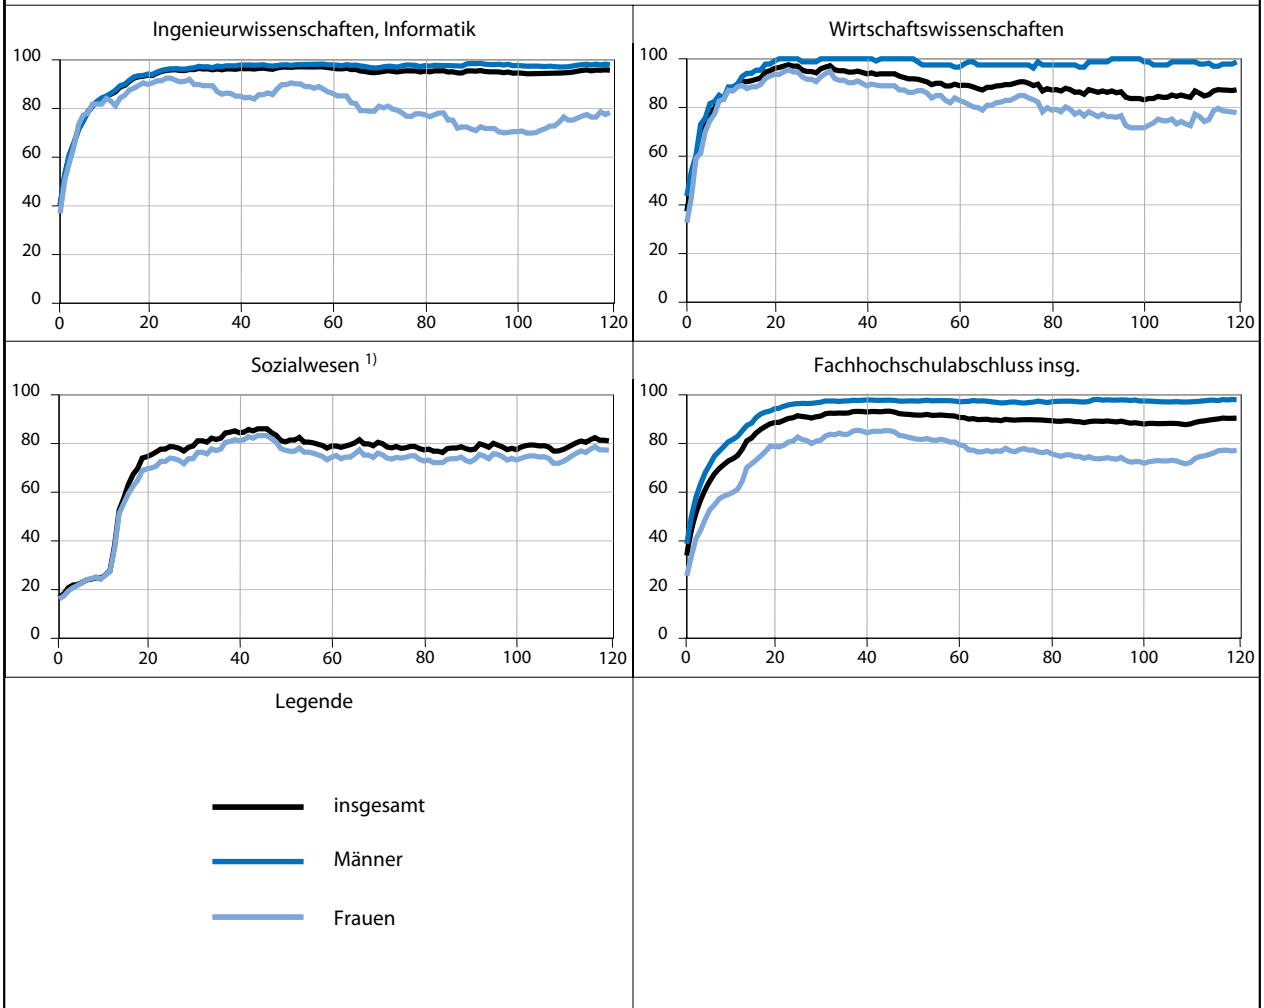 Ingenieurwissenschaften, Informatik
100
80
60
40
20
0
0 20 40 60 80 100 120
Wirtschaftswissenschaften
100
80
60
40
20
0
0 20 40 60 80 100 120
Sozialwesen 1)
100
80
60
40
20
0
0 20 40 60 80 100 120
Fachhochschulabschluss insg.
100
80
60
40
20
0
0 20 40 60 80 100 120
Legende
insgesamt
Männer
Frauen